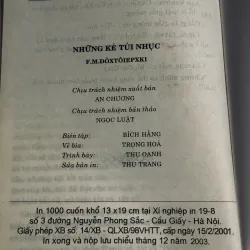 NHỮNG KẺ TỦI NHỤC
F.M.ĐÔXTÔIEPXKI
Chịu trách nhiệm xuất bản
AN CHƯƠNG
Chịu trách nhiệm bản thảo
NGỌC LUẬT
Biên tập: BÍCH HẰNG
Vẽ bìa: TRỌNG HOÀ
Trình bày: THU OANH
Sửa bản in: THU TRANG
In 1000 cuốn khổ 13 x19 cm tại Xí nghiệp in 19-8
số 3 đường Nguyễn Phong Sắc - Cầu Giấy - Hà Nội.
Giấy phép XB số: 14/XB - QLXB/98VHTT, cấp ngày 15/2/2001.
In xong và nộp lưu chiểu tháng 12 năm 2003.